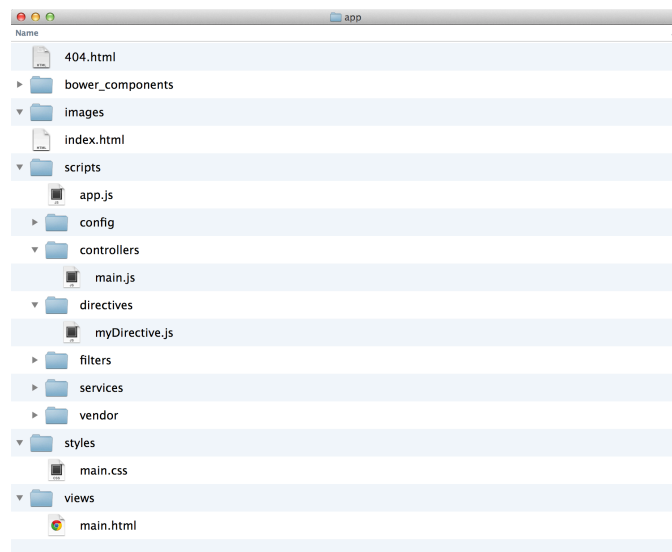 app
Name
404.html
bower_components
images
index.html
scripts
app.js
config
controllers
main.js
directives
myDirective.js
filters
services
vendor
styles
main.css
views
main.html